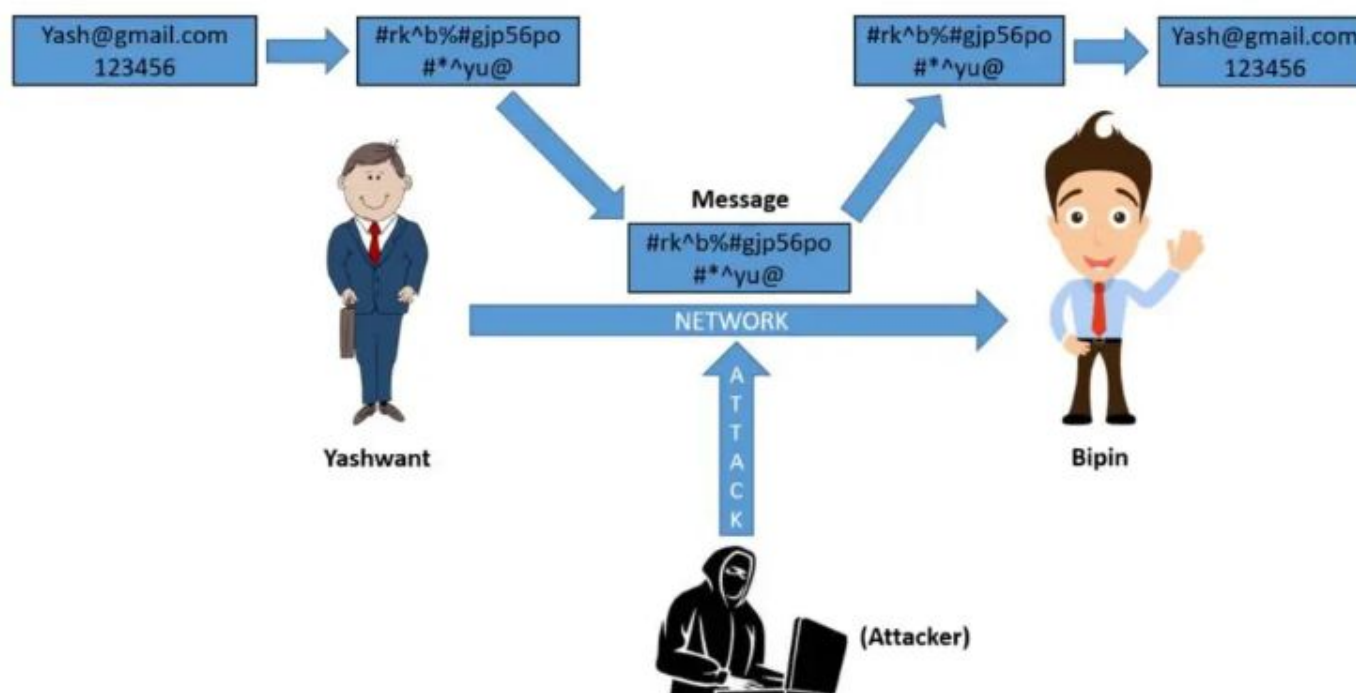 Yash@gmail.com
123456
#rk^b%#gjp56po
#*^yu@
#rk^b%#gjp56po
#*^yu@
Yash@gmail.com
123456
Message
#rk^b%#gjp56po
#*^yu@
NETWORK
ATTACK
Yashwant
Bipin
(Attacker)